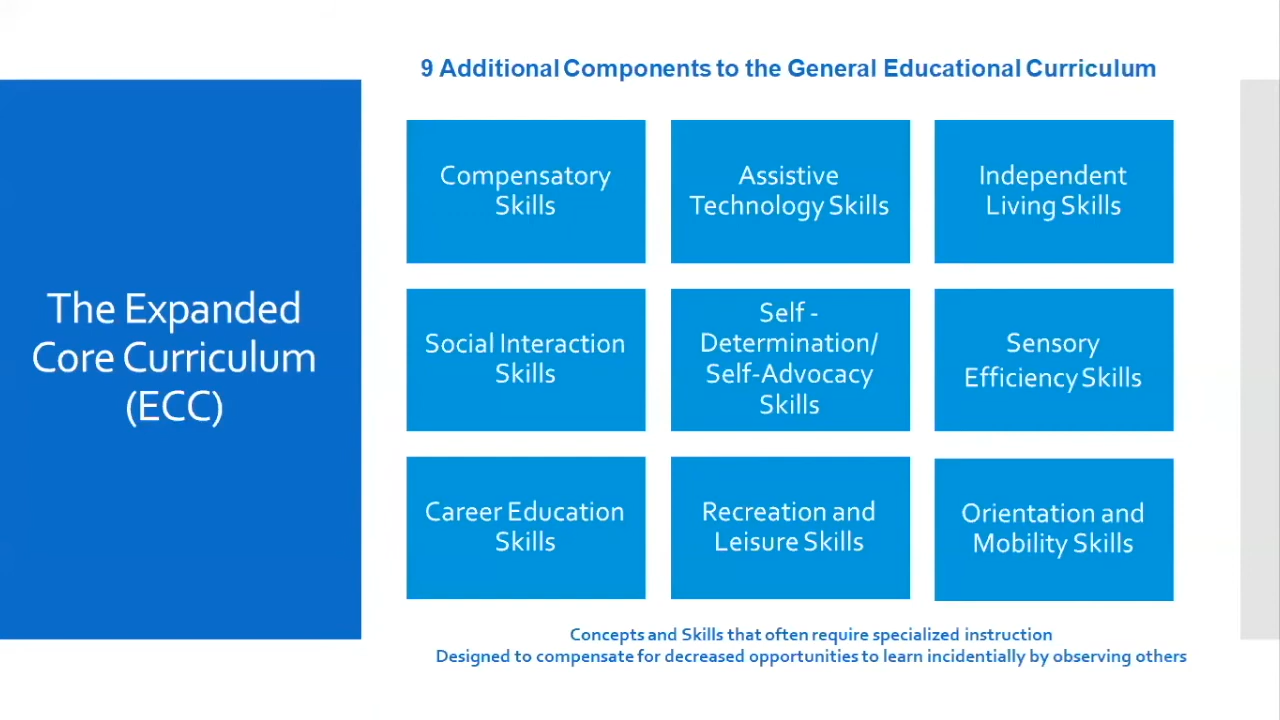 9 Additional Components to the General Educational Curriculum
The Expanded
Core Curriculum
(ECC)
Compensatory
Skills
Assistive
Technology Skills
Independent
Living Skills
Social Interaction
Skills
Self -
Determination/
Self-Advocacy
Skills
Sensory
Efficiency Skills
Career Education
Skills
Recreation and
Leisure Skills
Orientation and
Mobility Skills
Concepts and Skills that often require specialized instruction
Designed to compensate for decreased opportunities to learn incidentially by observing others